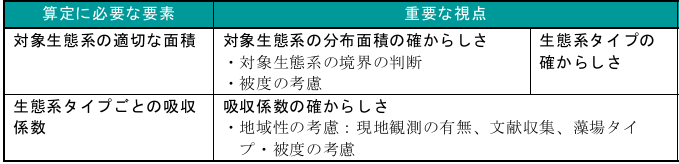 算定に必要な要素
重要な視点
対象生態系の適切な面積
対象生態系の分布面積の確からしさ
・対象生態系の境界の判断
・被度の考慮
生態系タイプの
確からしさ
生態系タイプごとの吸収
係数
吸収係数の確からしさ
・地域性の考慮：現地観測の有無、文献収集、藻場タイ
プ・被度の考慮